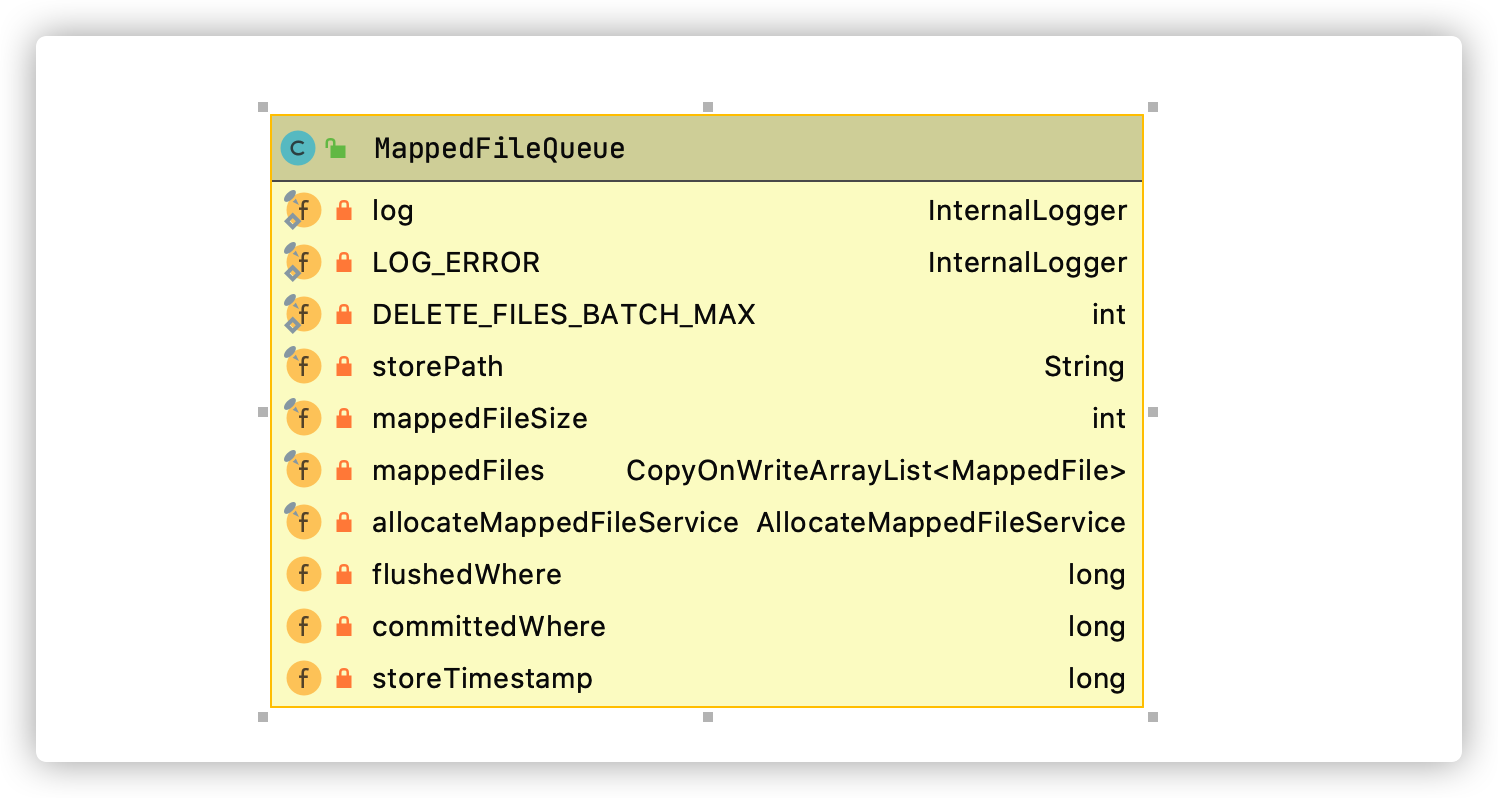 C MappedFileQueue
f log InternalLogger
f LOG_ERROR InternalLogger
f DELETE_FILES_BATCH_MAX int
f storePath String
f mappedFileSize int
f mappedFiles CopyOnWriteArrayList<MappedFile>
f allocateMappedFileService AllocateMappedFileService
f flushedWhere long
f committedWhere long
f storeTimestamp long